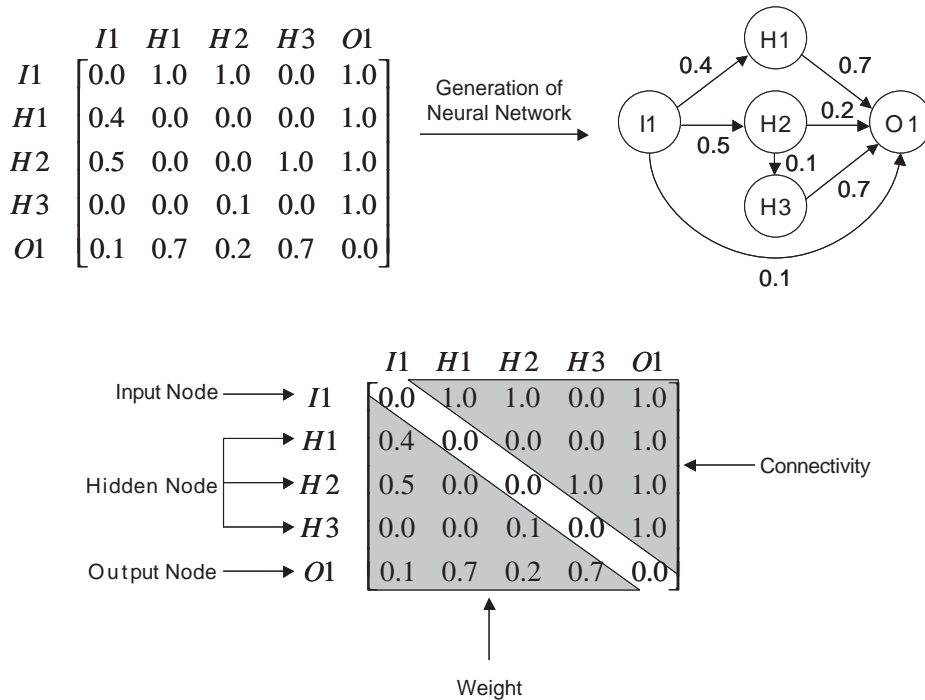 I1 H1 H2 H3 O1
I1 0.0 1.0 1.0 0.0 1.0
H1 0.4 0.0 0.0 0.0 1.0
H2 0.5 0.0 0.0 1.0 1.0
H3 0.0 0.0 0.1 0.0 1.0
O1 0.1 0.7 0.2 0.7 0.0
Generation of
Neural Network
H1
0.4 0.7
I1 H2 0.2 O1
0.5
0.1
H3 0.7
0.1
I1 H1 H2 H3 O1
Input Node I1 0.0 1.0 1.0 0.0 1.0
H1 0.4 0.0 0.0 0.0 1.0
Connectivity
Hidden Node H2 0.5 0.0 0.0 1.0 1.0
H3 0.0 0.0 0.1 0.0 1.0
Output Node O1 0.1 0.7 0.2 0.7 0.0
Weight